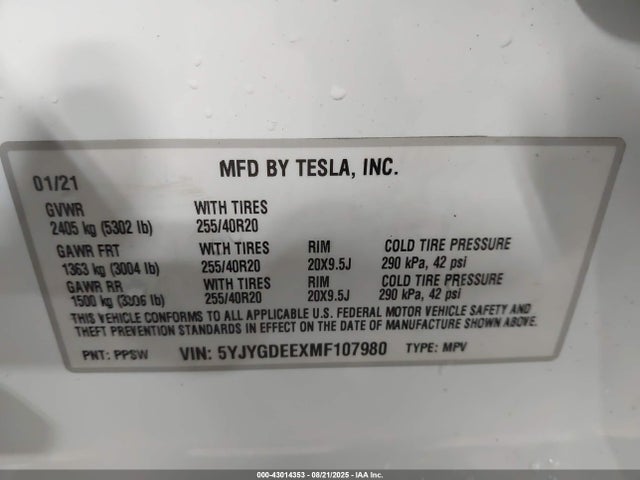 MFD BY TESLA, INC.
01/21
GVWR WITH TIRES
2405 kg (5302 lb) 255/40R20
GAWR FRT WITH TIRES RIM COLD TIRE PRESSURE
1363 kg (3004 lb) 255/40R20 20X9.5J 290 kPa, 42 psi
GAWR RR WITH TIRES RIM COLD TIRE PRESSURE
1500 kg (3306 lb) 255/40R20 20X9.5J 290 kPa, 42 psi
THIS VEHICLE CONFORMS TO ALL APPLICABLE U.S. FEDERAL MOTOR VEHICLE SAFETY AND
THEFT PREVENTION STANDARDS IN EFFECT ON THE DATE OF MANUFACTURE SHOWN ABOVE.
PNT: PPSW VIN: 5YJYGDEEXMF107980 TYPE: MPV
000-43014353 | 08/21/2025 | IAA Inc.